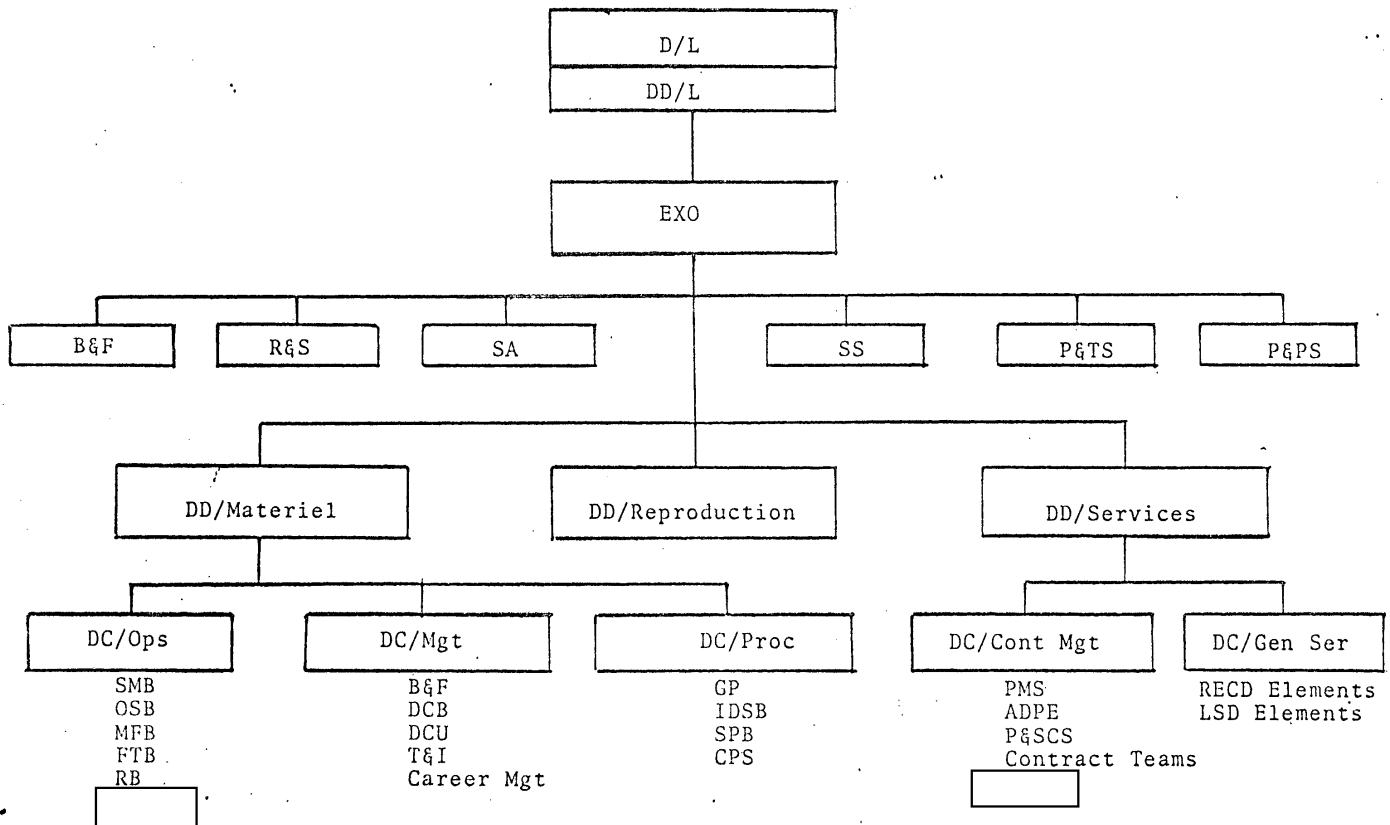 D/L
DD/L
EXO
B&F
R&S
SA
SS
P&TS
P&PS
DD/Materiel
DD/Reproduction
DD/Services
DC/Ops
DC/Mgt
DC/Proc
DC/Cont Mgt
DC/Gen Ser
SMB
OSB
MFB
FTB
RB
B&F
DCB
DCU
T&I
Career Mgt
GP
IDSB
SPB
CPS
PMS
ADPE
P&SCS
Contract Teams
RECD Elements
LSD Elements